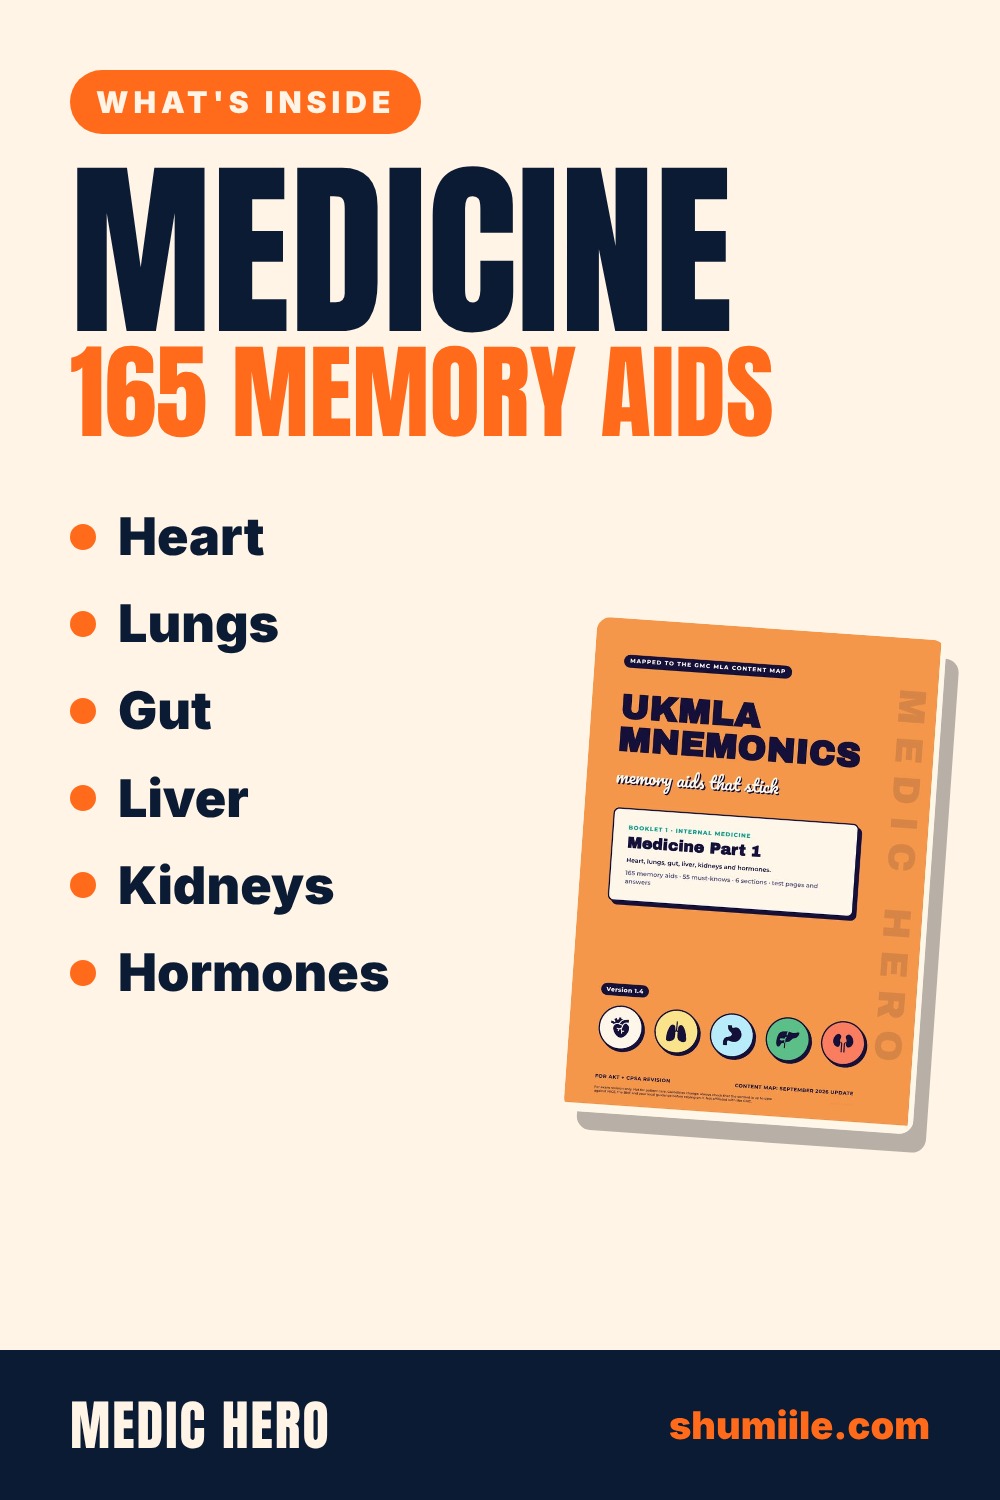 WHAT'S INSIDE
MEDICINE
165 MEMORY AIDS
Heart
Lungs
Gut
Liver
Kidneys
Hormones
MAPPED TO THE GMC MLA CONTENT MAP
UKMLA
MNEMONICS
memory aids that stick
BOOKLET 1 · INTERNAL MEDICINE
Medicine Part 1
Heart, lungs, gut, liver, kidneys and hormones.
165 memory aids · 55 must-knows · 6 sections · test pages and
answers
MEDIC HERO
Version 1.4
FOR AKT + CPSA REVISION
CONTENT MAP: SEPTEMBER 2026 UPDATE
MEDIC HERO
shumiile.com